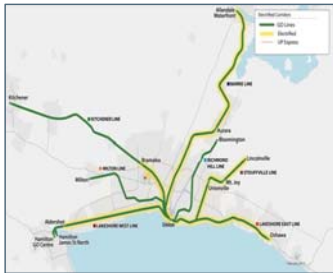 Electrified Corridors
GO Lines
Electrified
UP Express
Allandale
Waterfront
BARRIE LINE
Kitchener
KITCHENER LINE
Aurora
Bloomington
Bramalea
RICHMOND
HILL LINE
Lincolnville
STOUFFVILLE LINE
MILTON LINE
Milton
Mt. Joy
Unionville
Aldershot
LAKESHORE WEST LINE
Union
LAKESHORE EAST LINE
Oshawa
Hamilton
GO Centre
Hamilton
James St North